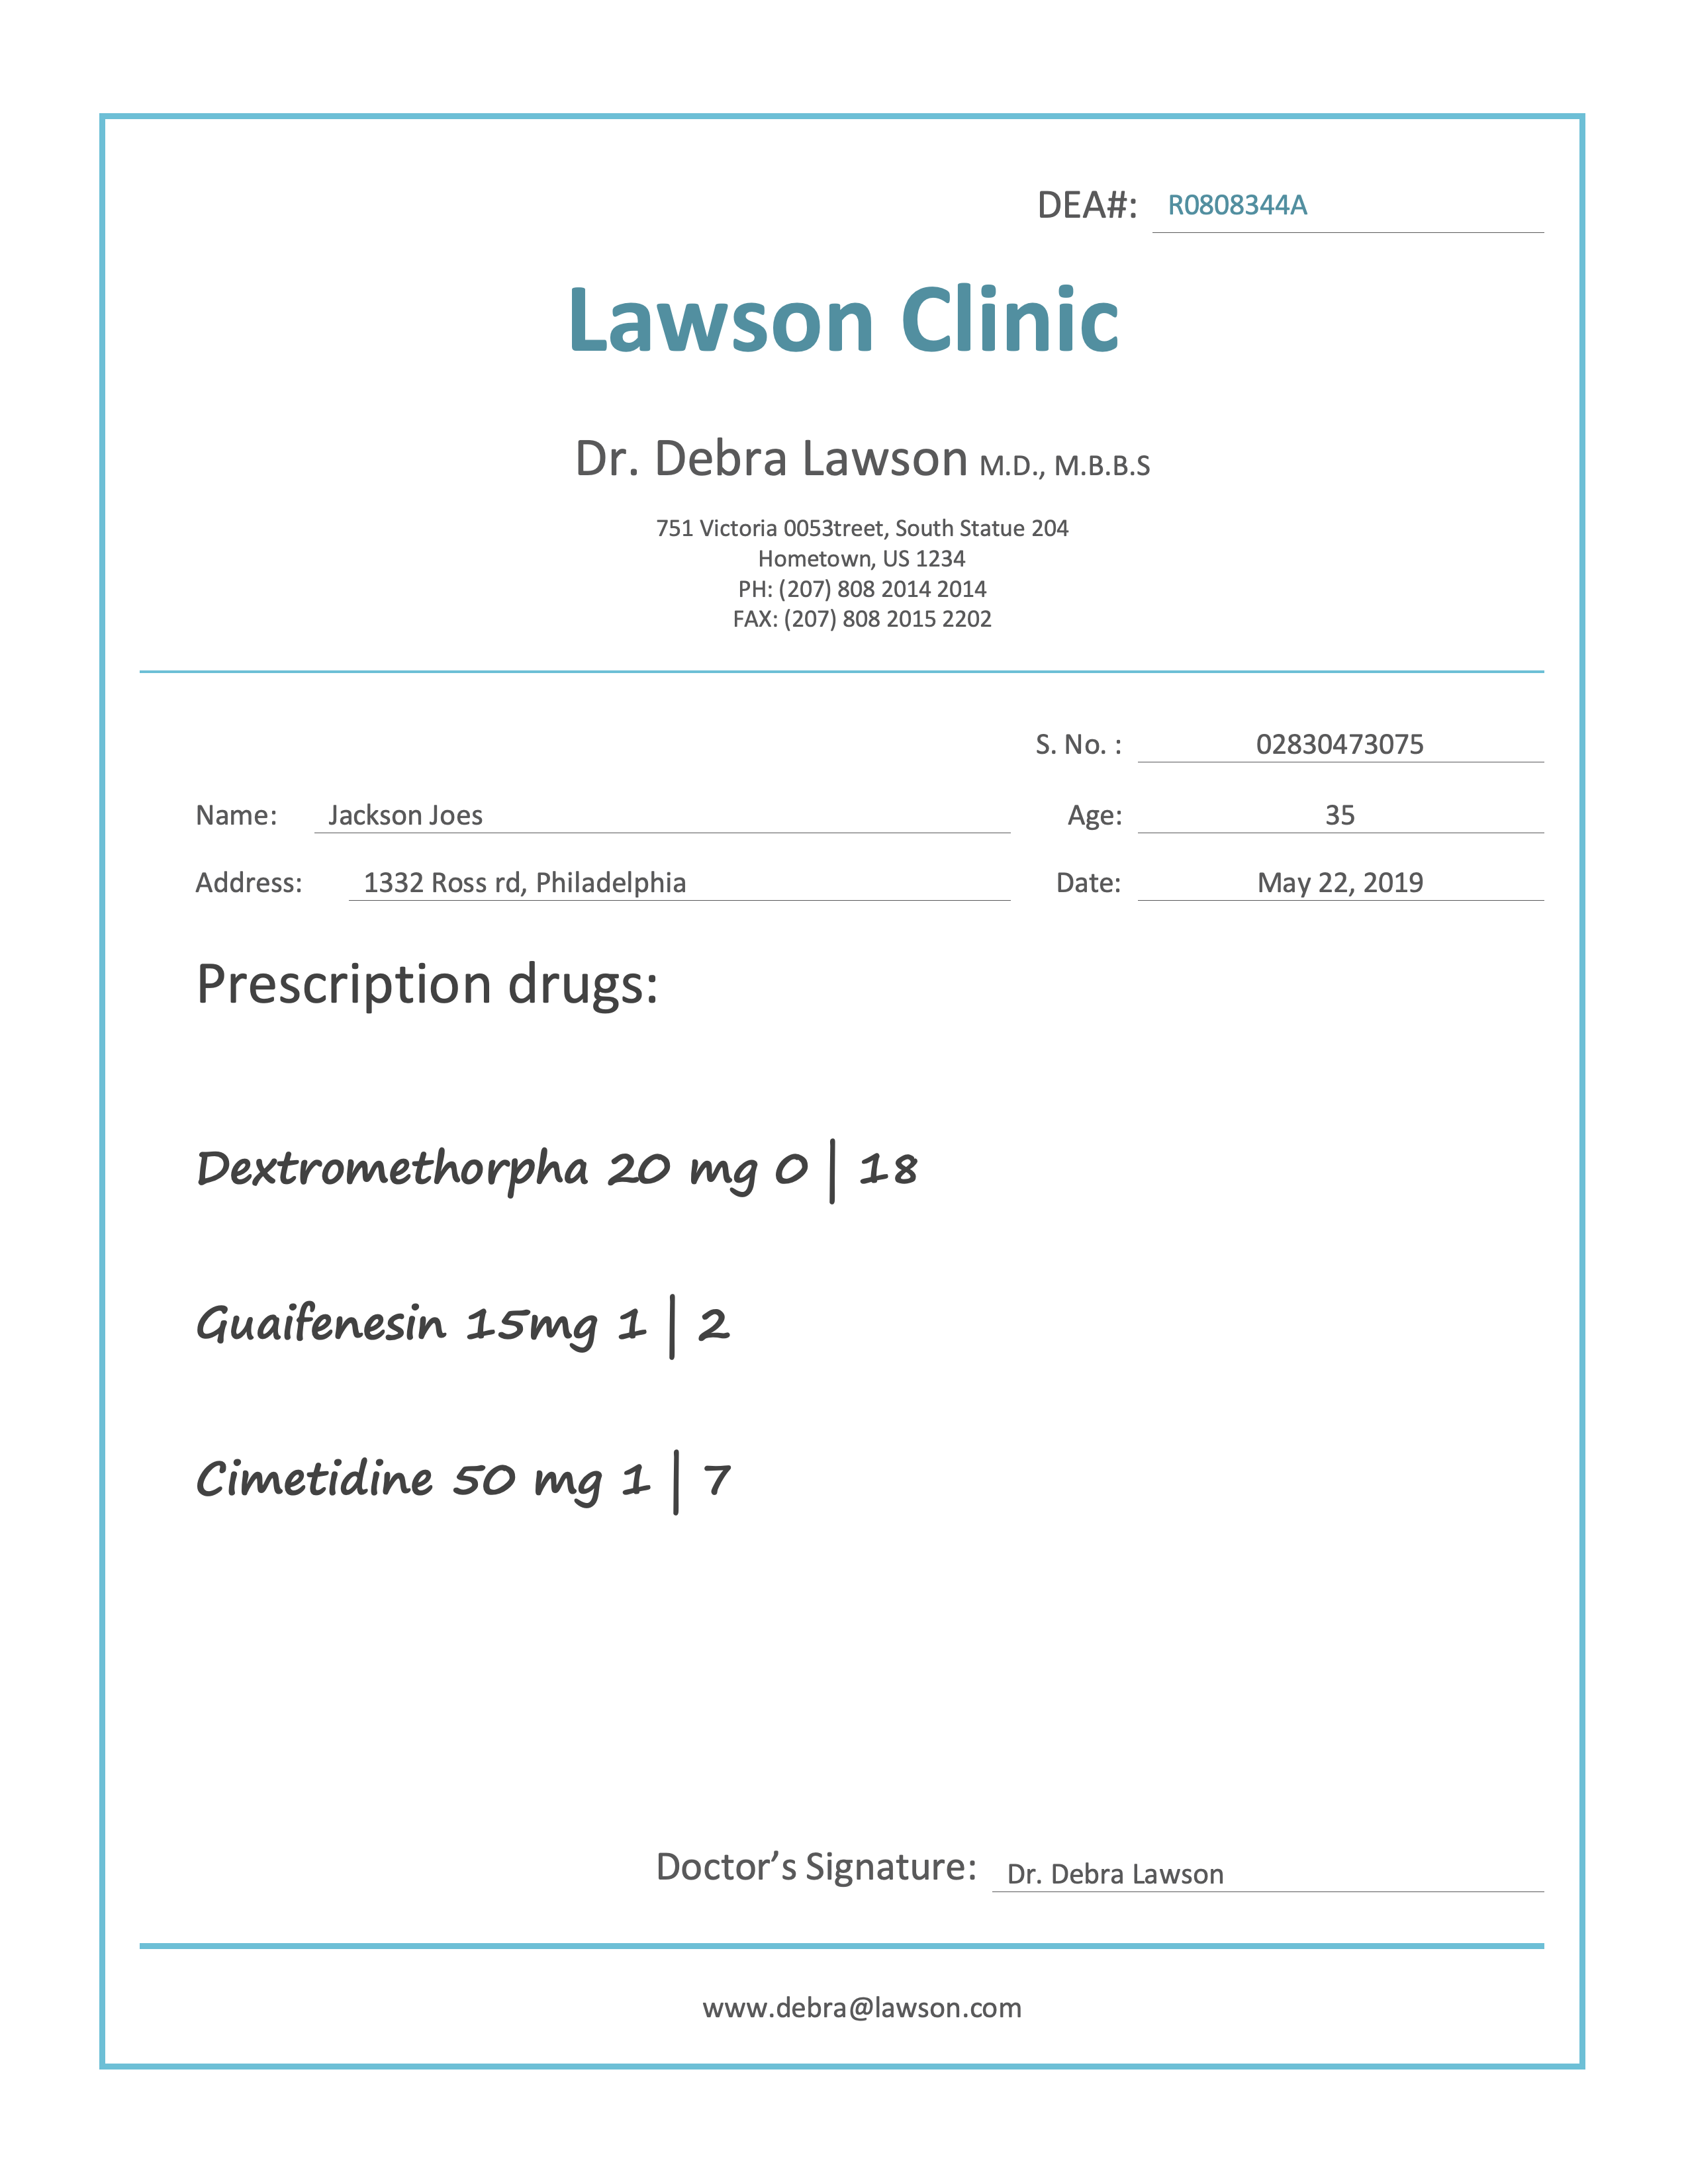 DEA#: R0808344A
Lawson Clinic
Dr. Debra Lawson M.D., M.B.B.S
751 Victoria 0053treet, South Statue 204
Hometown, US 1234
PH: (207) 808 2014 2014
FAX: (207) 808 2015 2202
S. No. : 02830473075
Name: Jackson Joes Age: 35
Address: 1332 Ross rd, Philadelphia Date: May 22, 2019
Prescription drugs:
Dextromethorpha 20 mg 0 | 18
Guaifenesin 15mg 1 | 2
Cimetidine 50 mg 1 | 7
Doctor’s Signature: Dr. Debra Lawson
www.debra@lawson.com